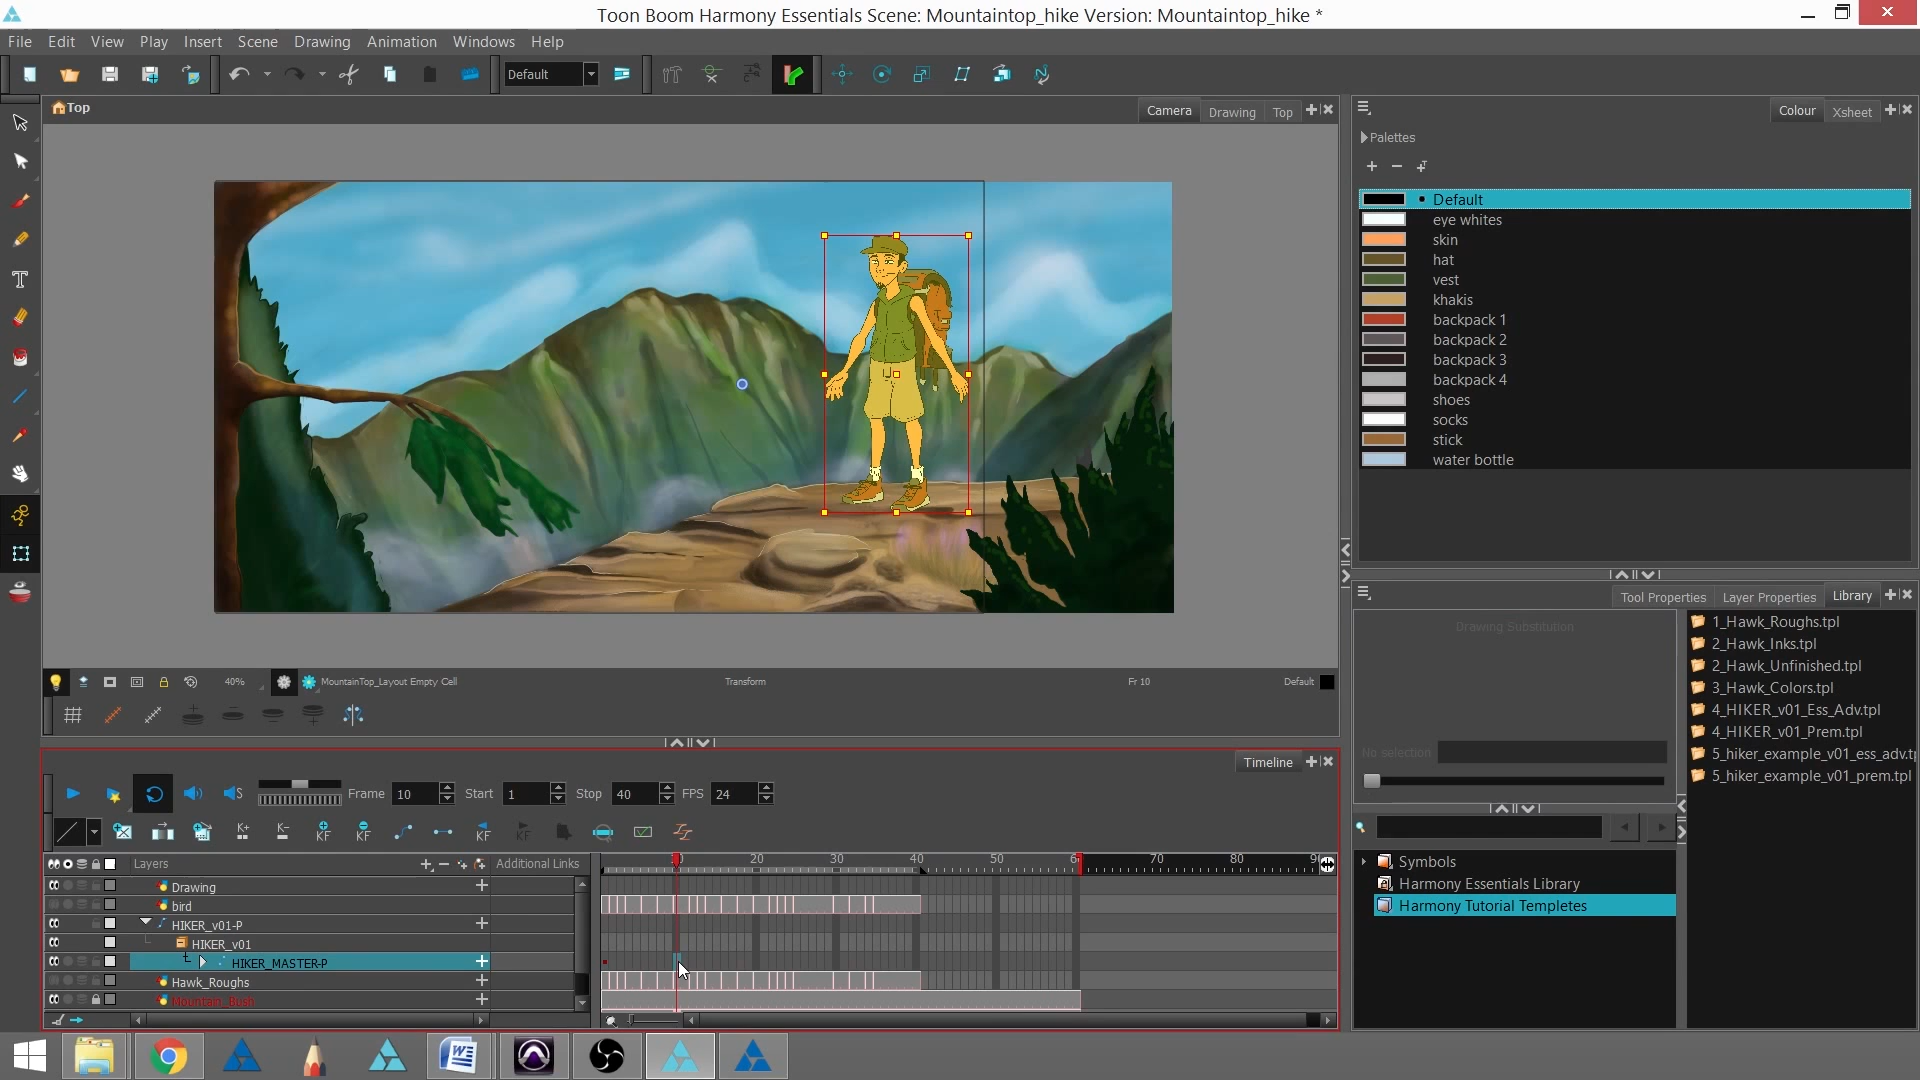 Toon Boom Harmony Essentials Scene: Mountaintop_hike Version: Mountaintop_hike *
File Edit View Play Insert Scene Drawing Animation Windows Help
Default
Top
Camera Drawing Top
Colour Xsheet
Palettes
Default
eye whites
skin
hat
vest
khakis
backpack 1
backpack 2
backpack 3
backpack 4
shoes
socks
stick
water bottle
Tool Properties Layer Properties Library
Drawing Substitution
No selection
1_Hawk_Roughs.tpl
2_Hawk_Inks.tpl
2_Hawk_Unfinished.tpl
3_Hawk_Colors.tpl
4_HIKER_v01_Ess_Adv.tpl
4_HIKER_v01_Prem.tpl
5_hiker_example_v01_ess_adv.t
5_hiker_example_v01_prem.tpl
Symbols
Harmony Essentials Library
Harmony Tutorial Templetes
40% MountainTop_Layout Empty Cell Transform Fr 10 Default
Timeline
Frame 10 Start 1 Stop 40 FPS 24
KF KF KF KF
Layers Additional Links
20 30 40 50 70 80
Drawing
bird
HIKER_v01-P
HIKER_v01
HIKER_MASTER-P
Hawk_Roughs
Mountain_Bush